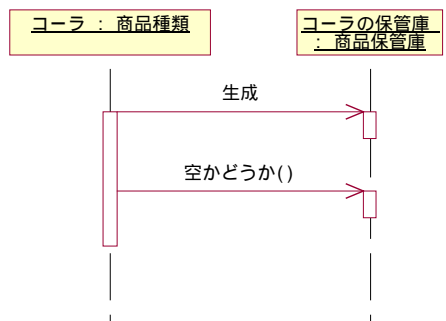 コーラ : 商品種類
コーラの保管庫
: 商品保管庫
生成
空かどうか()